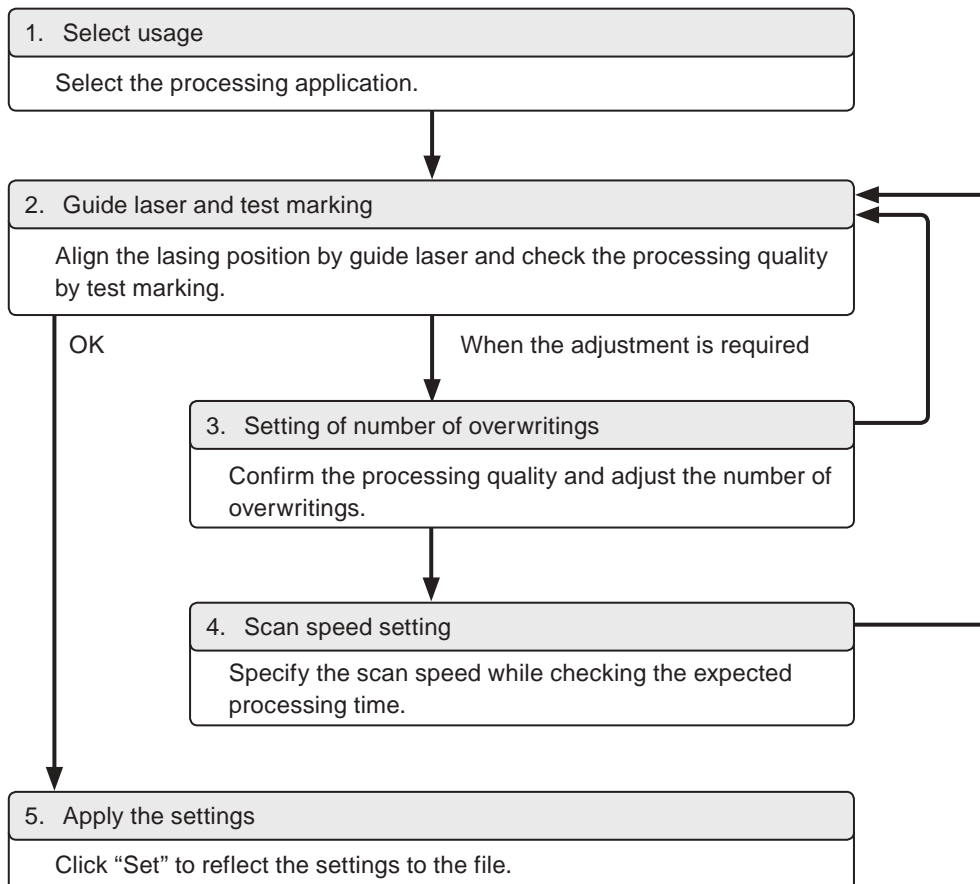 1. Select usage
Select the processing application.
2. Guide laser and test marking
Align the lasing position by guide laser and check the processing quality
by test marking.
OK
When the adjustment is required
3. Setting of number of overwritings
Confirm the processing quality and adjust the number of
overwritings.
4. Scan speed setting
Specify the scan speed while checking the expected
processing time.
5. Apply the settings
Click “Set” to reflect the settings to the file.